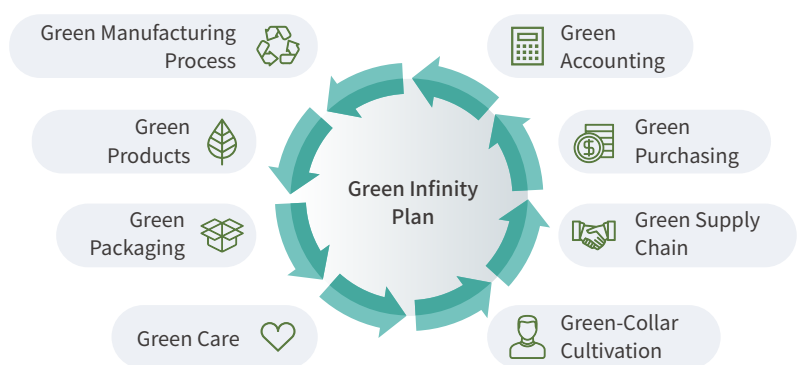 Green Manufacturing
Process
Green
Accounting
Green
Products
Green
Purchasing
Green Infinity
Plan
Green
Packaging
Green Supply
Chain
Green Care
Green-Collar
Cultivation